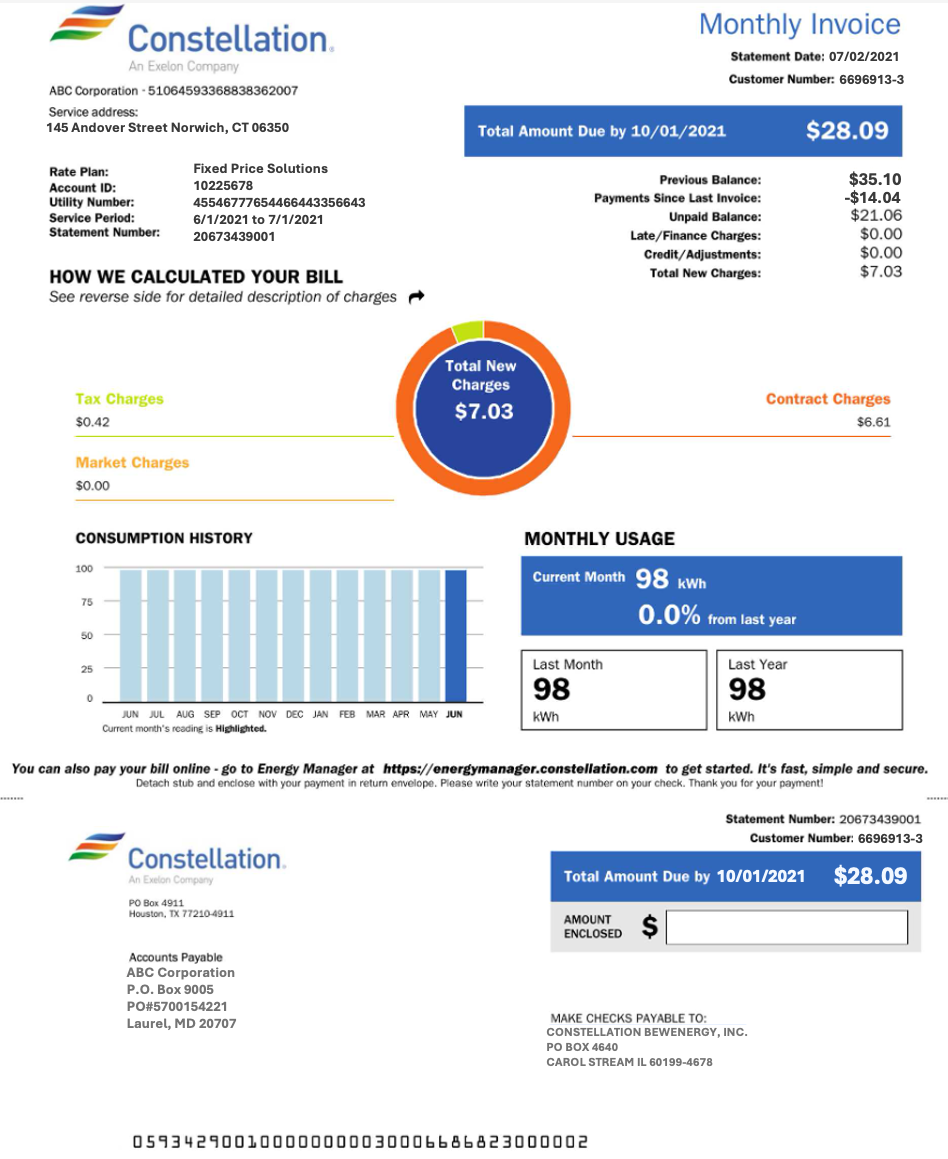 Constellation®
An Exelon Company
Monthly Invoice
Statement Date: 07/02/2021
Customer Number: 6696913-3
ABC Corporation - 51064593368838362007
Service address:
145 Andover Street Norwich, CT 06350
Total Amount Due by 10/01/2021 $28.09
Rate Plan: Fixed Price Solutions
Account ID: 10225678
Utility Number: 45546777654466443356643
Service Period: 6/1/2021 to 7/1/2021
Statement Number: 20673439001
Previous Balance: $35.10
Payments Since Last Invoice: -$14.04
Unpaid Balance: $21.06
Late/Finance Charges: $0.00
Credit/Adjustments: $0.00
Total New Charges: $7.03
HOW WE CALCULATED YOUR BILL
See reverse side for detailed description of charges
Total New
Charges
$7.03
Tax Charges
$0.42
Market Charges
$0.00
Contract Charges
$6.61
CONSUMPTION HISTORY
100
75
50
25
0
JUN JUL AUG SEP OCT NOV DEC JAN FEB MAR APR MAY JUN
Current month's reading is Highlighted.
MONTHLY USAGE
Current Month 98 kWh
0.0% from last year
Last Month
98
kWh
Last Year
98
kWh
You can also pay your bill online - go to Energy Manager at https://energymanager.constellation.com to get started. It's fast, simple and secure.
Detach stub and enclose with your payment in return envelope. Please write your statement number on your check. Thank you for your payment!
Statement Number: 20673439001
Customer Number: 6696913-3
Constellation®
An Exelon Company
PO Box 4911
Houston, TX 77210-4911
Total Amount Due by 10/01/2021 $28.09
AMOUNT
ENCLOSED $
Accounts Payable
ABC Corporation
P.O. Box 9005
PO#5700154221
Laurel, MD 20707
MAKE CHECKS PAYABLE TO:
CONSTELLATION BEWENERGY, INC.
PO BOX 4640
CAROL STREAM IL 60199-4678
059342900100000000030006686823000002